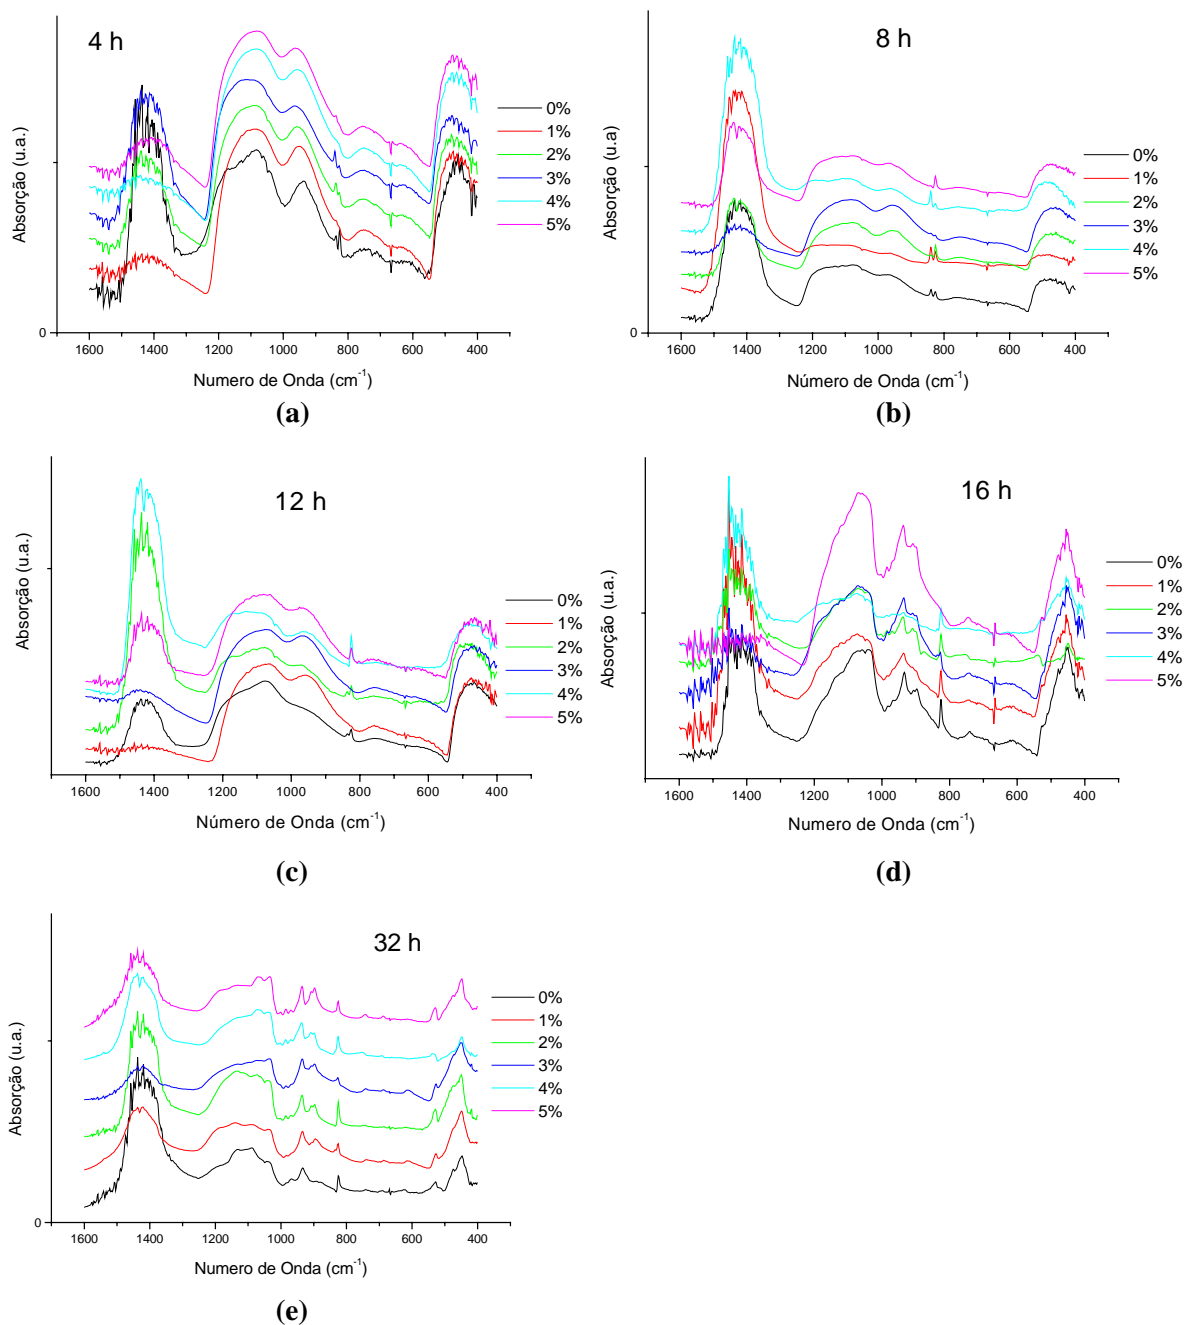 4 h
Absorção (u.a.)
0%
1%
2%
3%
4%
5%
0
1600 1400 1200 1000 800 600 400
Numero de Onda (cm-1)
(a)
8 h
Absorção (u.a)
0%
1%
2%
3%
4%
5%
0
1600 1400 1200 1000 800 600 400
Número de Onda (cm-1)
(b)
12 h
Absorção (u.a.)
0%
1%
2%
3%
4%
5%
1600 1400 1200 1000 800 600 400
Número de Onda (cm-1)
(c)
16 h
Absorção (u.a.)
0%
1%
2%
3%
4%
5%
1600 1400 1200 1000 800 600 400
Numero de Onda (cm-1)
(d)
32 h
Absorção (u.a.)
0%
1%
2%
3%
4%
5%
0
1600 1400 1200 1000 800 600 400
Numero de Onda (cm-1)
(e)